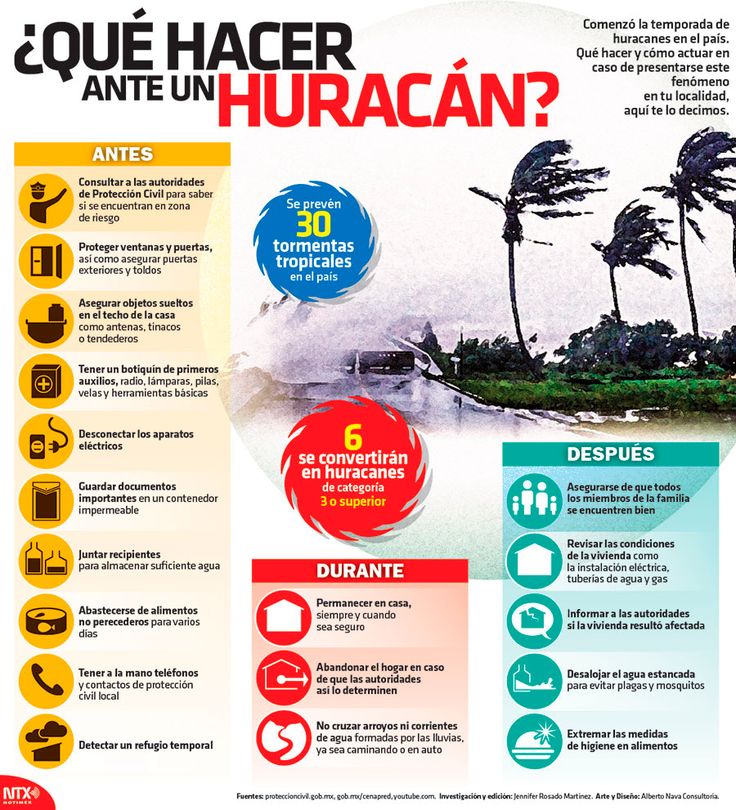 ¿QUÉ HACER
ANTE UN HURACÁN?
Comenzó la temporada de
huracanes en el país.
Qué hacer y cómo actuar en
caso de presentarse este
fenómeno
en tu localidad,
aquí te lo decimos.
ANTES
Consultar a las autoridades
de Protección Civil para saber
si se encuentran en zona
de riesgo
Proteger ventanas y puertas,
así como asegurar puertas
exteriores y toldos
Asegurar objetos sueltos
en el techo de la casa
como antenas, tinacos
o tendederos
Tener un botiquín de primeros
auxilios, radio, lámparas, pilas,
velas y herramientas básicas
Desconectar los aparatos
eléctricos
Guardar documentos
importantes en un contenedor
impermeable
Juntar recipientes
para almacenar suficiente agua
Abastecerse de alimentos
no perecederos para varios
días
Tener a la mano teléfonos
y contactos de protección
civil local
Detectar un refugio temporal
Se prevén
30
tormentas
tropicales
en el país
6
se convertirán
en huracanes
de categoría
3 o superior
DURANTE
Permanecer en casa,
siempre y cuando
sea seguro
Abandonar el hogar en caso
de que las autoridades
así lo determinen
No cruzar arroyos ni corrientes
de agua formadas por las lluvias,
ya sea caminando o en auto
DESPUÉS
Asegurarse de que todos
los miembros de la familia
se encuentren bien
Revisar las condiciones
de la vivienda como
la instalación eléctrica,
tuberías de agua y gas
Informar a las autoridades
si la vivienda resultó afectada
Desalojar el agua estancada
para evitar plagas y mosquitos
Extremar las medidas
de higiene en alimentos
NTX
NOTIMEX
Fuentes: proteccioncivil.gob.mx, gob.mx/cenapred, youtube.com. Investigación y edición: Jennifer Rosado Martínez. Arte y Diseño: Alberto Nava Consultoría.